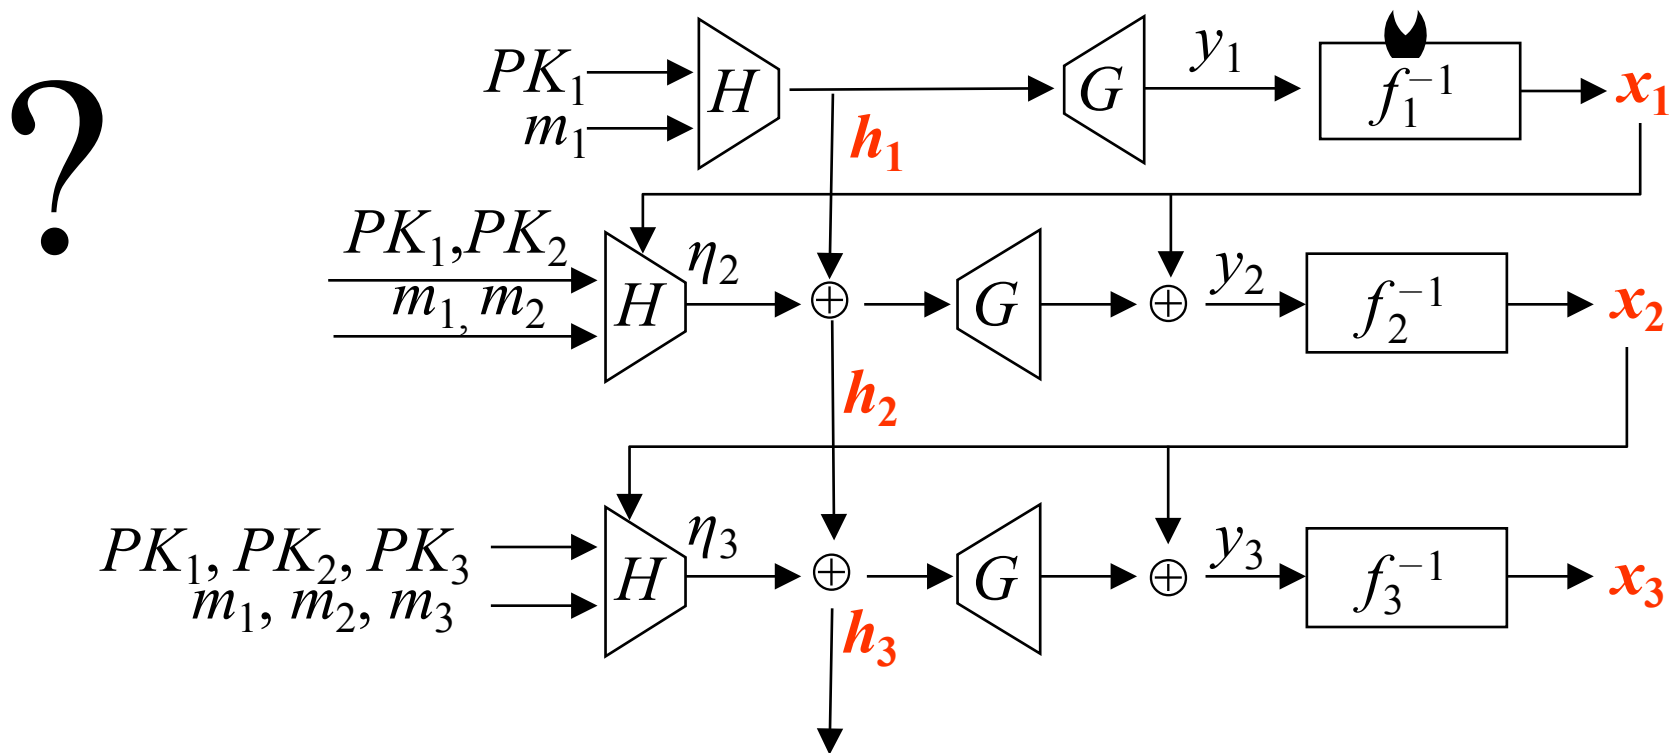 ?
PK₁ H G y₁ f₁⁻¹ x₁
m₁ h₁
PK₁,PK₂ η₂ y₂
m₁, m₂ H ⊕ G ⊕ f₂⁻¹ x₂
h₂
PK₁, PK₂, PK₃ η₃ y₃
m₁, m₂, m₃ H ⊕ G ⊕ f₃⁻¹ x₃
h₃